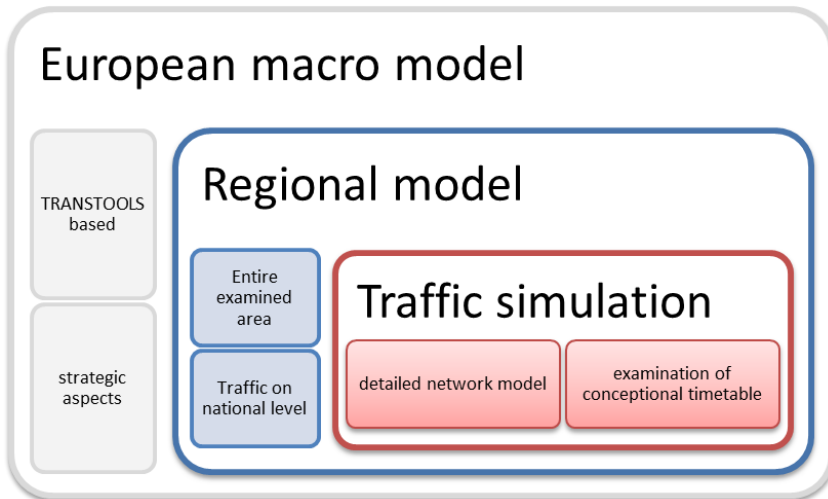 European macro model
TRANSTOOLS
based
strategic
aspects
Regional model
Entire
examined
area
Traffic on
national level
Traffic simulation
detailed network model
examination of
conceptional timetable